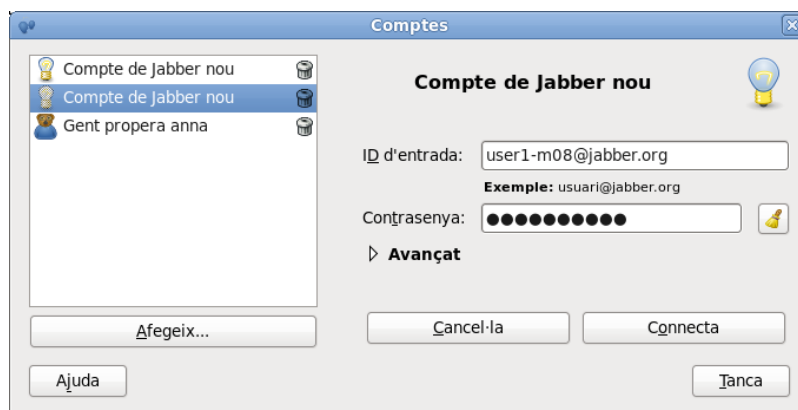 Comptes
Compte de Jabber nou
Compte de Jabber nou
Gent propera anna
Afegeix...
Compte de Jabber nou
ID d'entrada: user1-m08@jabber.org
Exemple: usuari@jabber.org
Contrasenya: ●●●●●●●●●●
Avançat
Cancel·la Connecta
Ajuda Tanca